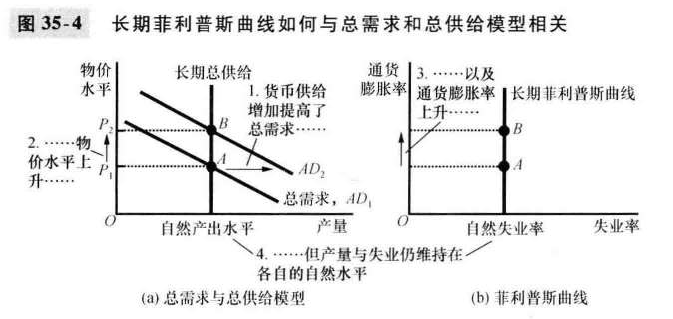 图 35-4 长期菲利普斯曲线如何与总需求和总供给模型相关
物价
水平
长期总供给
1. 货币供给
增加提高了
总需求……
P₂
B
2. ……物
价水平上
升……
P₁
A
AD₂
总需求，AD₁
O
自然产出水平
产量
通货
膨胀率
3. ……以及
通货膨胀率
上升……
长期菲利普斯曲线
B
A
O
自然失业率
失业率
4. ……但产量与失业仍维持在
各自的自然水平
(a) 总需求与总供给模型
(b) 菲利普斯曲线